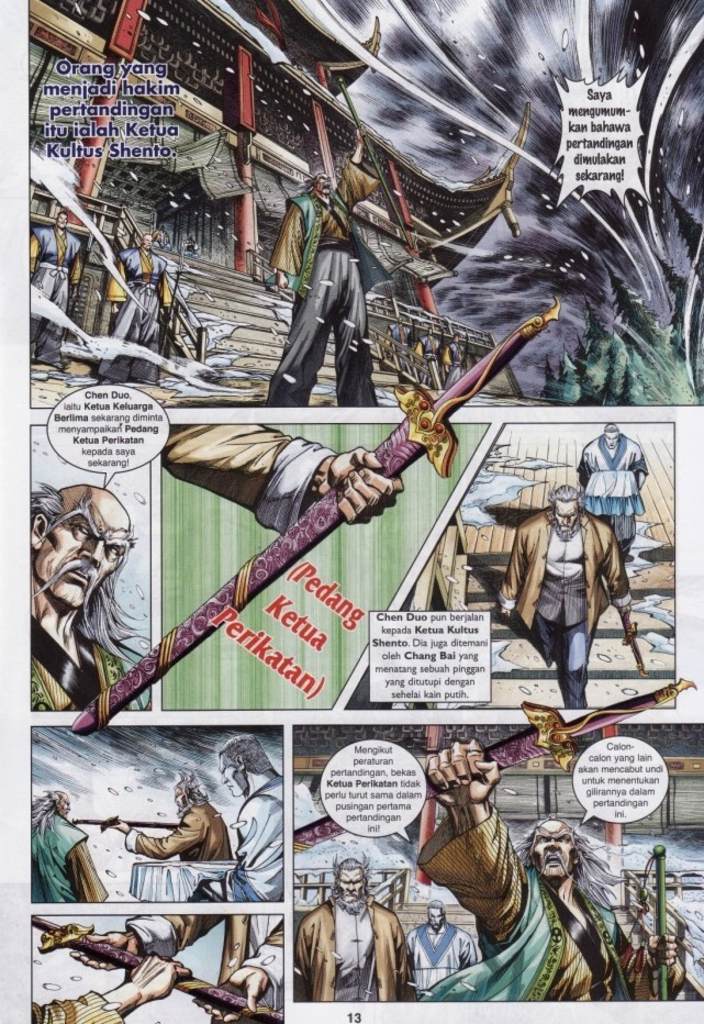 Orang yang
menjadi hakim
pertandingan
itu ialah Ketua
Kultus Shento.
Saya
mengumum-
kan bahawa
pertandingan
dimulakan
sekarang!
Chen Duo,
iaitu Ketua Keluarga
Berlima sekarang diminta
menyampaikan Pedang
Ketua Perikatan
kepada saya
sekarang!
(Pedang
Ketua
Perikatan)
Chen Duo pun berjalan
kepada Ketua Kultus
Shento. Dia juga ditemani
oleh Chang Bai yang
menatang sebuah pinggan
yang ditutupi dengan
sehelai kain putih.
Mengikut
peraturan
pertandingan, bekas
Ketua Perikatan tidak
perlu turut sama dalam
pusingan pertama
pertandingan
ini!
Calon-
calon yang lain
akan mencabut undi
untuk menentukan
gilirannya dalam
pertandingan
ini!
13